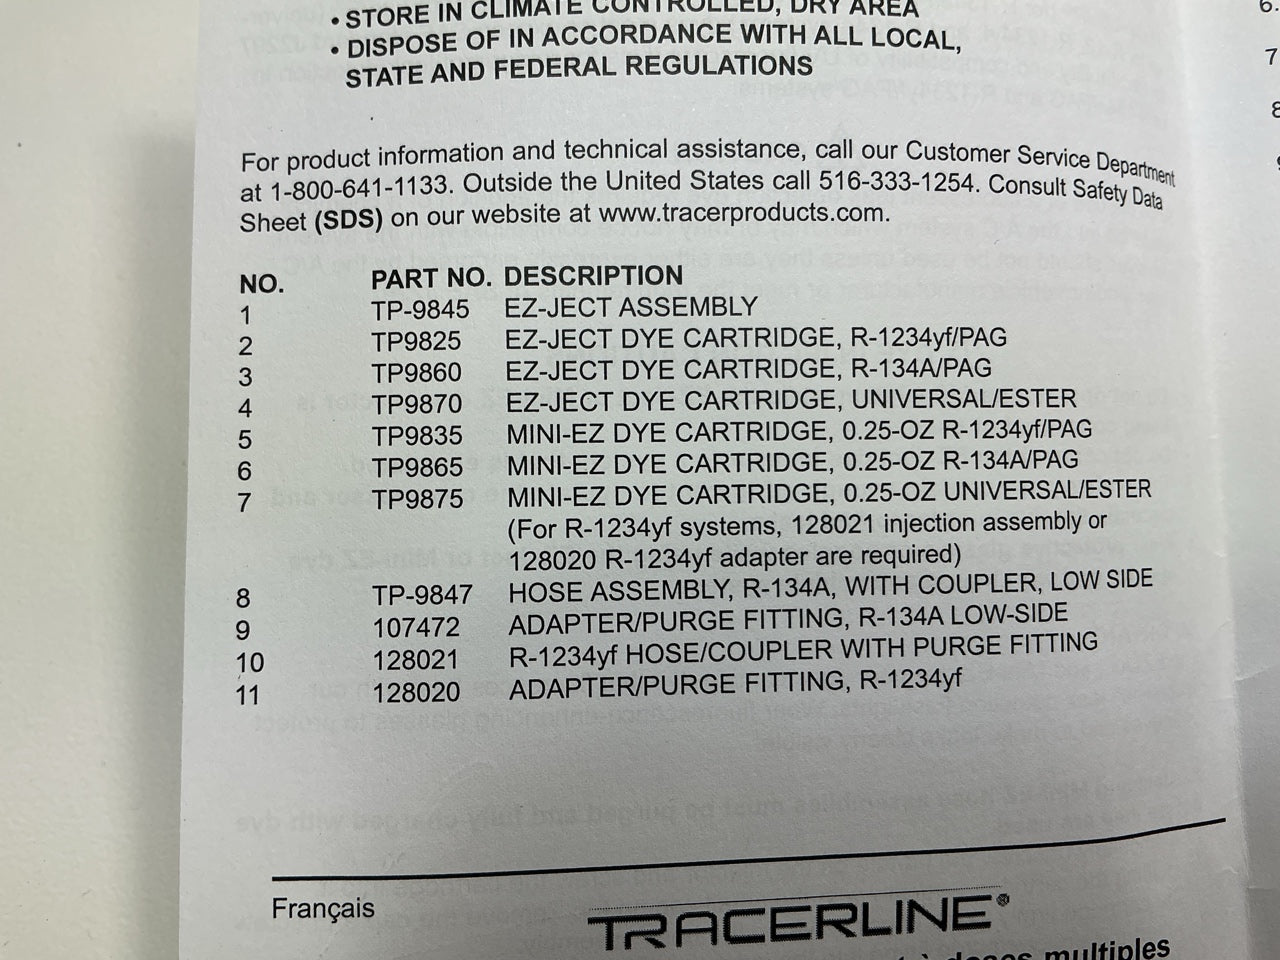 • STORE IN CLIMATE CONTROLLED, DRY AREA
• DISPOSE OF IN ACCORDANCE WITH ALL LOCAL,
STATE AND FEDERAL REGULATIONS
For product information and technical assistance, call our Customer Service Department
at 1-800-641-1133. Outside the United States call 516-333-1254. Consult Safety Data
Sheet (SDS) on our website at www.tracerproducts.com.
NO. PART NO. DESCRIPTION
1 TP-9845 EZ-JECT ASSEMBLY
2 TP9825 EZ-JECT DYE CARTRIDGE, R-1234yf/PAG
3 TP9860 EZ-JECT DYE CARTRIDGE, R-134A/PAG
4 TP9870 EZ-JECT DYE CARTRIDGE, UNIVERSAL/ESTER
5 TP9835 MINI-EZ DYE CARTRIDGE, 0.25-OZ R-1234yf/PAG
6 TP9865 MINI-EZ DYE CARTRIDGE, 0.25-OZ R-134A/PAG
7 TP9875 MINI-EZ DYE CARTRIDGE, 0.25-OZ UNIVERSAL/ESTER
(For R-1234yf systems, 128021 injection assembly or
128020 R-1234yf adapter are required)
8 TP-9847 HOSE ASSEMBLY, R-134A, WITH COUPLER, LOW SIDE
9 107472 ADAPTER/PURGE FITTING, R-134A LOW-SIDE
10 128021 R-1234yf HOSE/COUPLER WITH PURGE FITTING
11 128020 ADAPTER/PURGE FITTING, R-1234yf
Français
TRACERLINE®
à doses multiples
6.
7
8